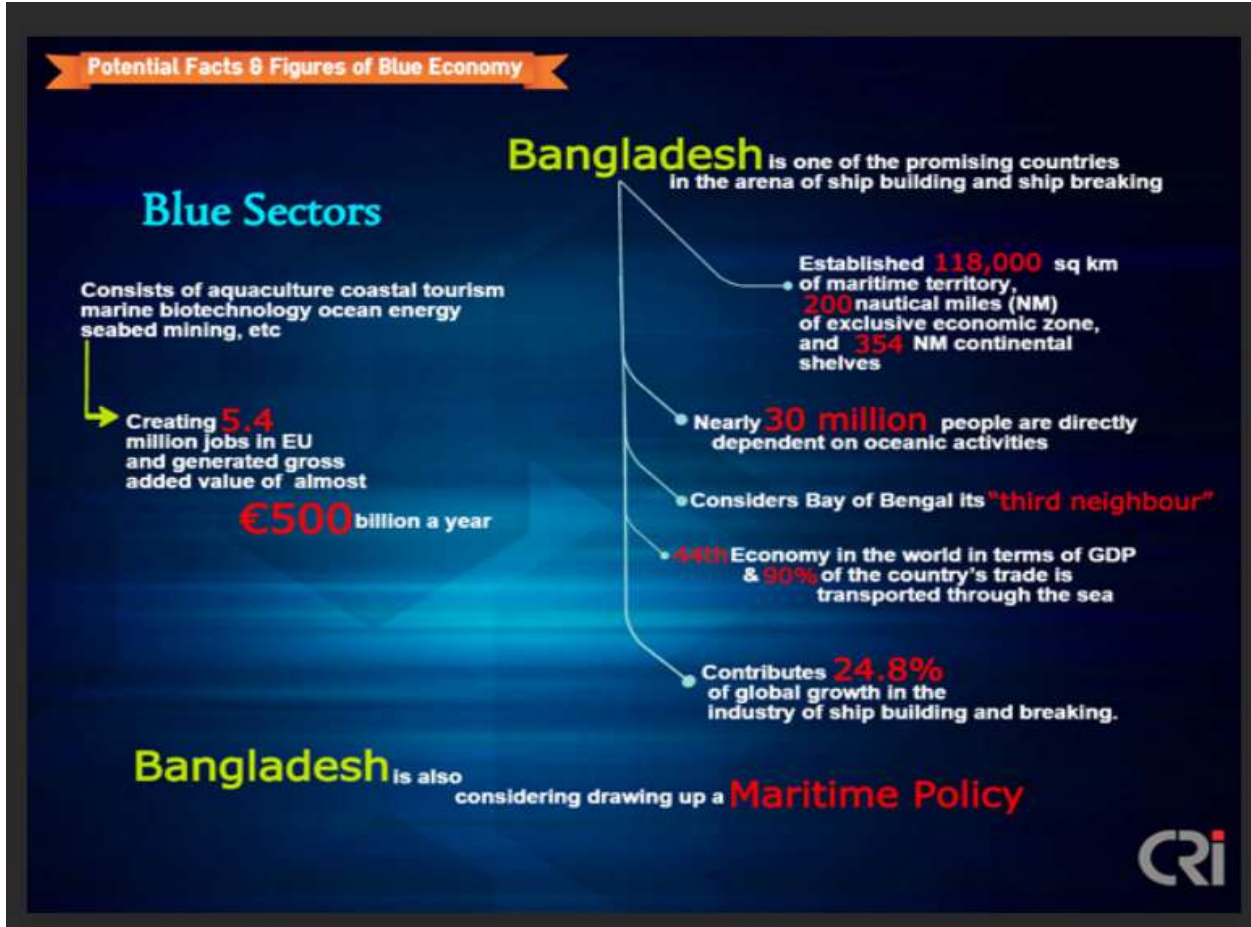 Potential Facts & Figures of Blue Economy
Blue Sectors
Consists of aquaculture coastal tourism
marine biotechnology ocean energy
seabed mining, etc
Creating 5.4
million jobs in EU
and generated gross
added value of almost
€500 billion a year
Bangladesh is one of the promising countries
in the arena of ship building and ship breaking
Established 118,000 sq km
of maritime territory,
200 nautical miles (NM)
of exclusive economic zone,
and 354 NM continental
shelves
Nearly 30 million people are directly
dependent on oceanic activities
Considers Bay of Bengal its "third neighbour"
44th Economy in the world in terms of GDP
& 90% of the country's trade is
transported through the sea
Contributes 24.8%
of global growth in the
industry of ship building and breaking.
Bangladesh is also
considering drawing up a Maritime Policy
CRi